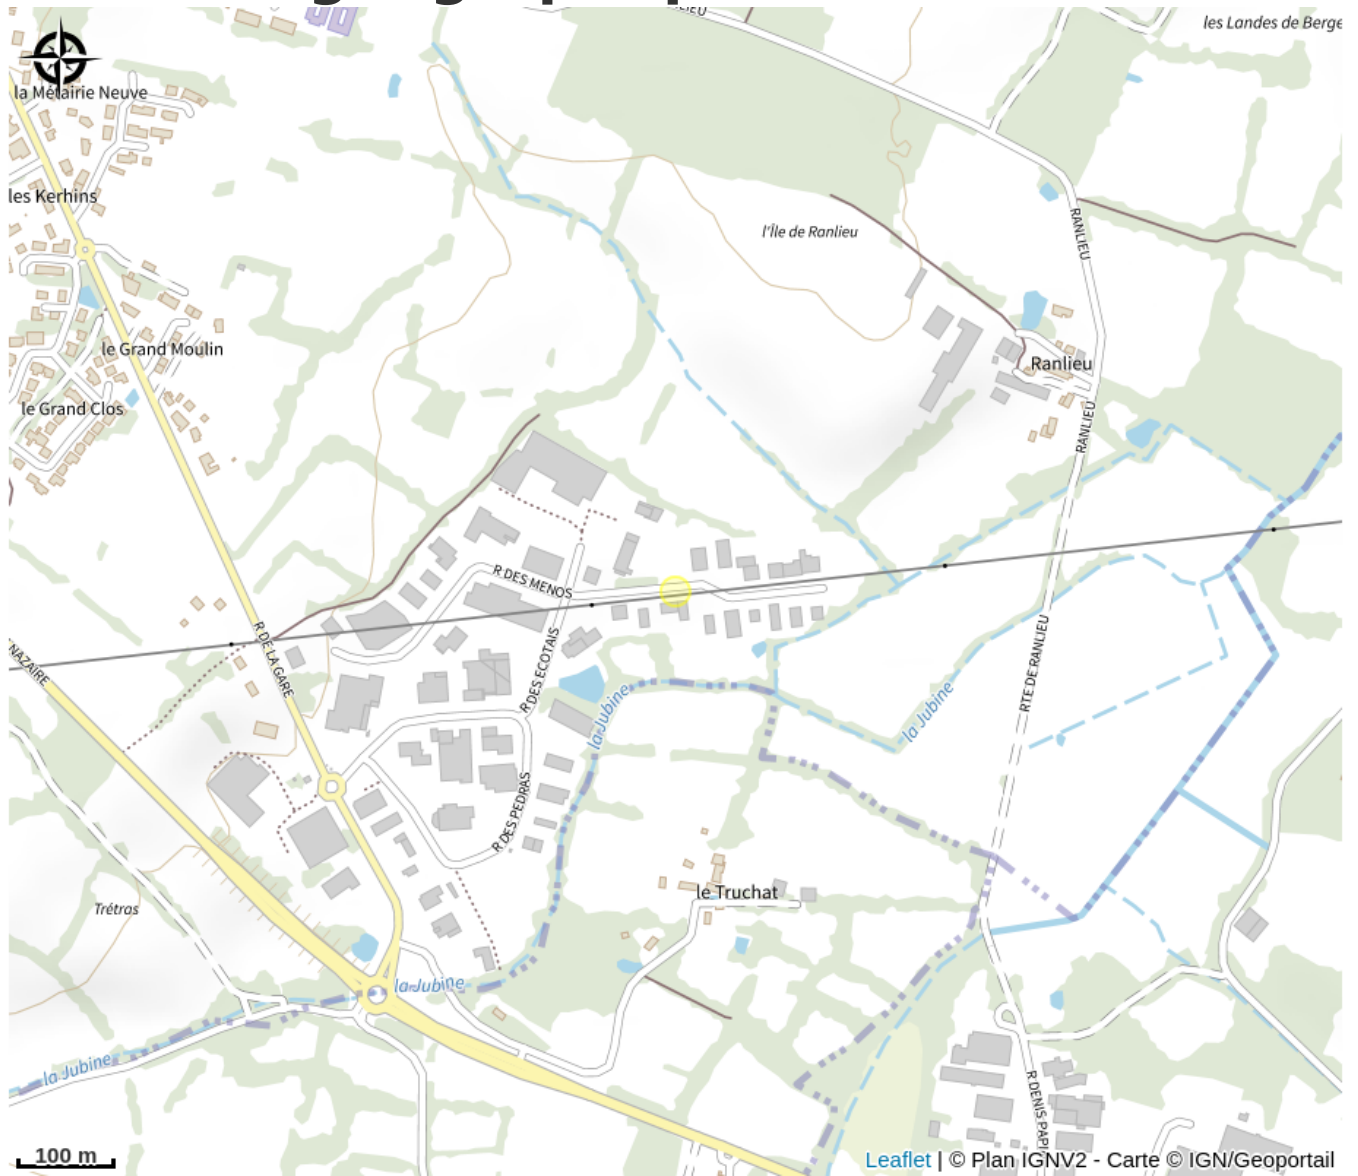 les Landes de Berge
la Métairie Neuve
les Kerhins
RANLIEU
l'Île de Ranlieu
le Grand Moulin
Ranlieu
le Grand Clos
RANLIEU
R DES MENOS
NAZAIRE
R DE LA GARE
R DES ECOTAIS
RTE DE RANLIEU
la Jubine
la Jubine
R DES PEDRAS
le Truchat
Trétras
la Jubine
la Jubine
R DENIS PAPI
100 m
Leaflet | © Plan IGNV2 - Carte © IGN/Geoportail